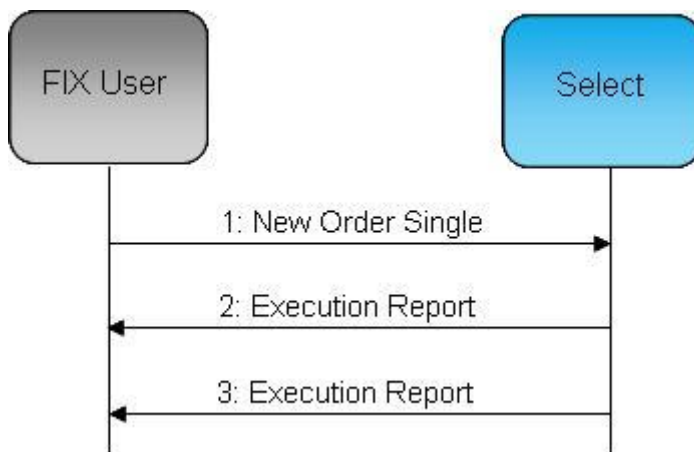 FIX User
Select
1: New Order Single
2: Execution Report
3: Execution Report